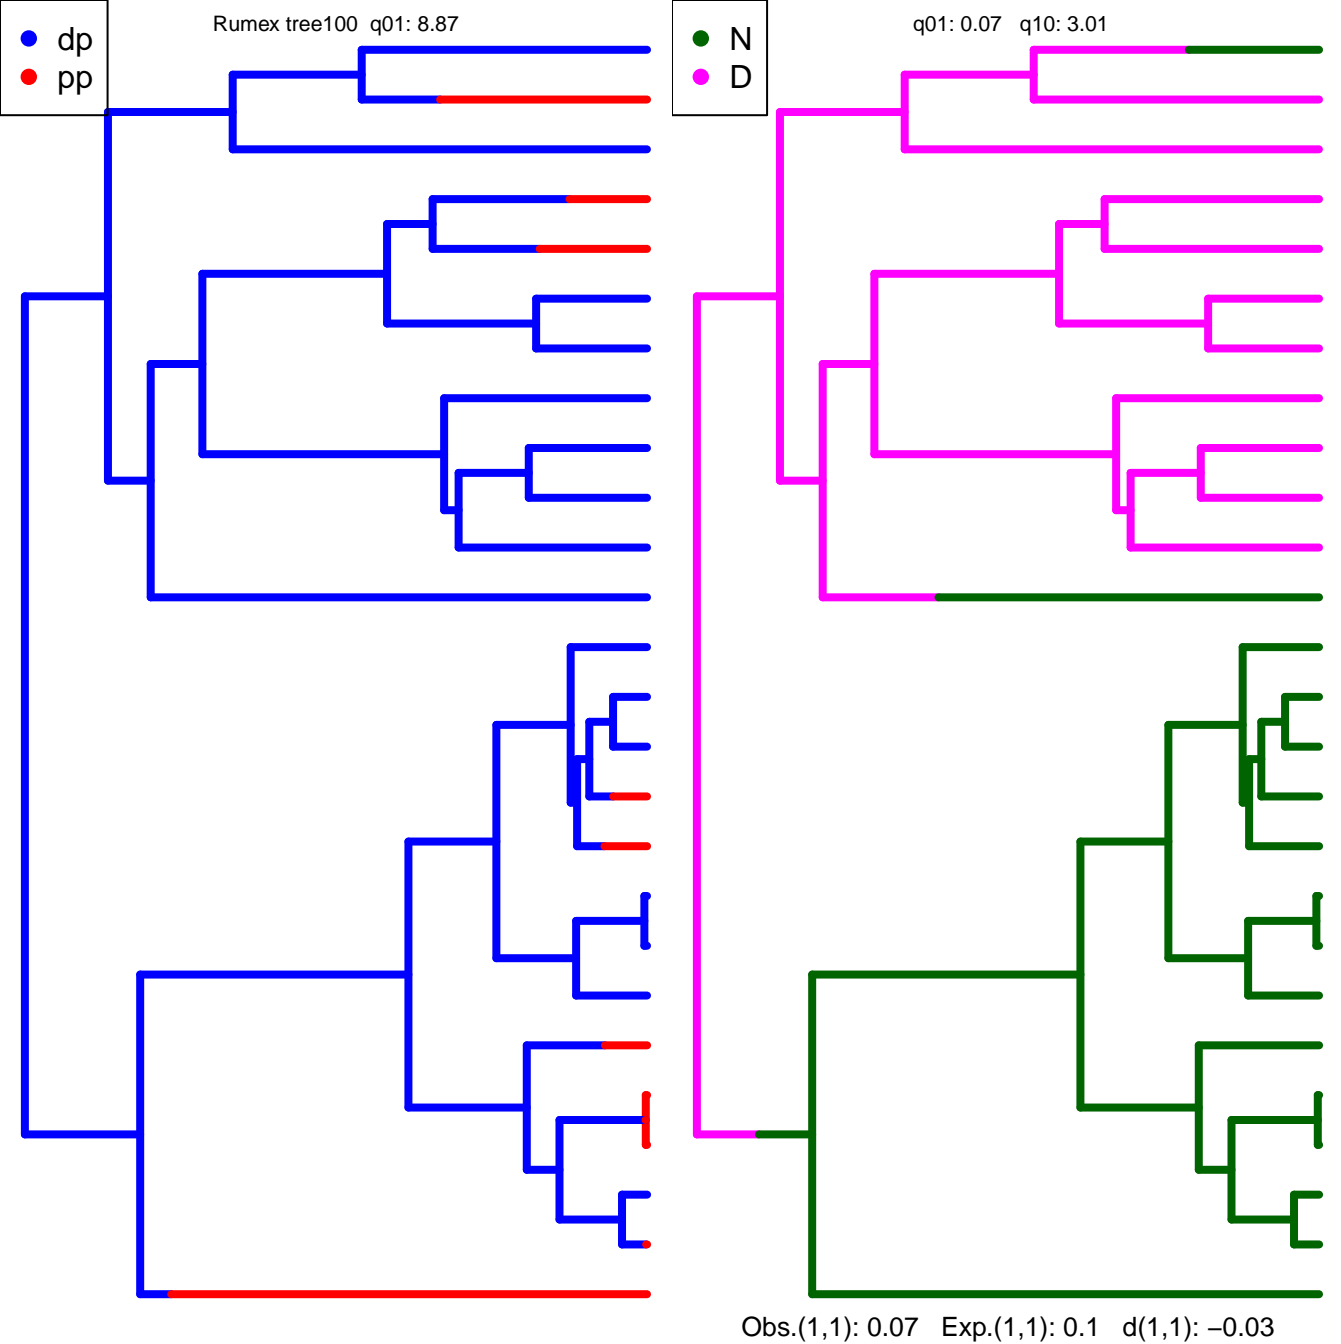 Rumex tree100 q01: 8.87
dp
pp
q01: 0.07 q10: 3.01
N
D
Obs.(1,1): 0.07 Exp.(1,1): 0.1 d(1,1): −0.03